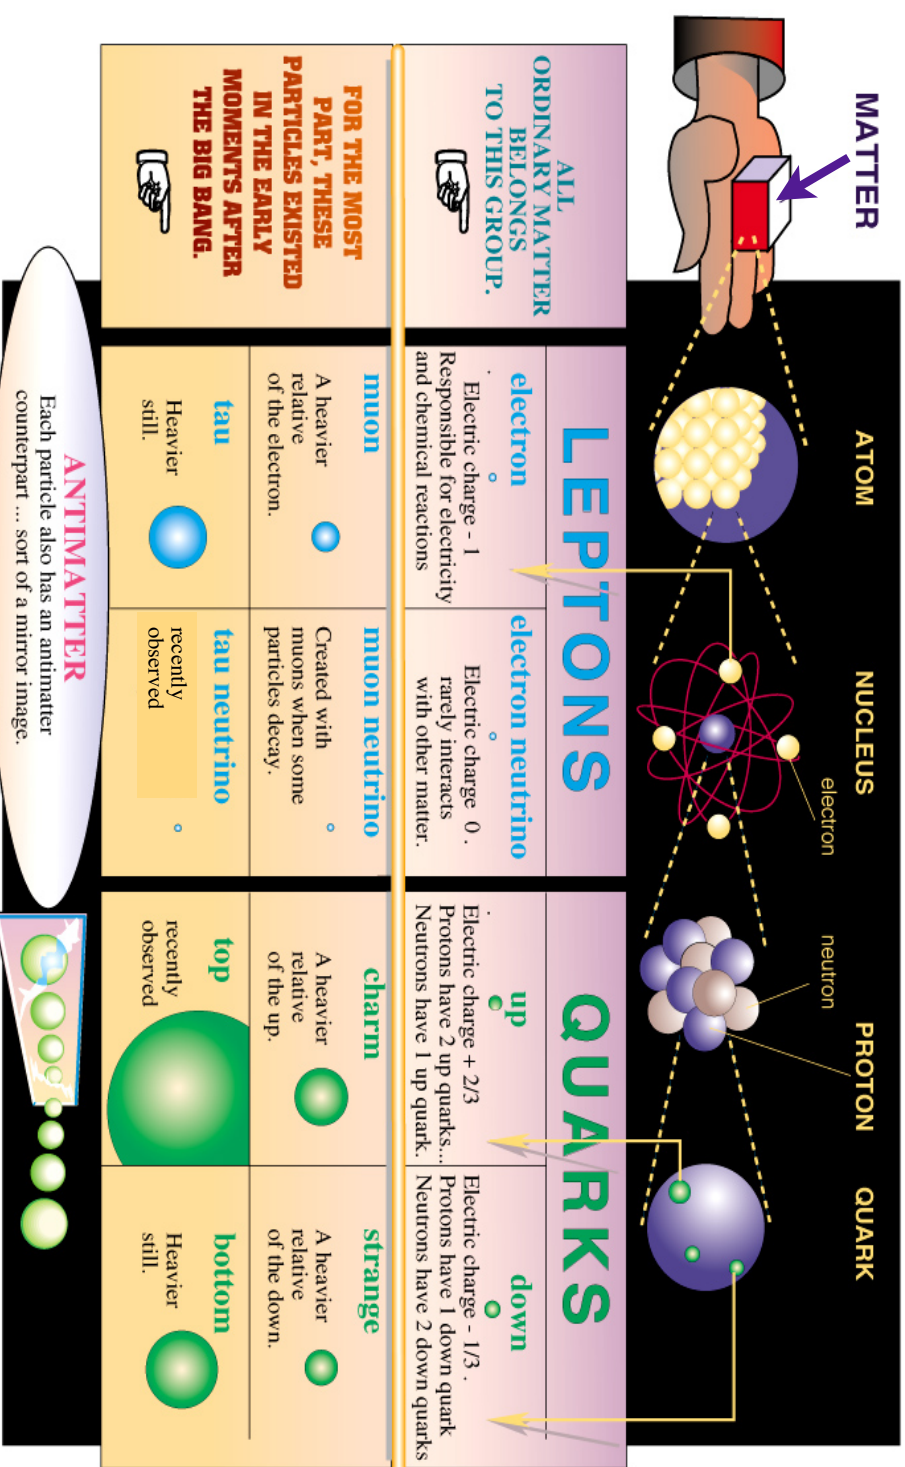 MATTER
ATOM
NUCLEUS
PROTON
QUARK
electron
neutron
ALL
ORDINARY MATTER
BELONGS
TO THIS GROUP.
LEPTONS
electron
.
Electric charge - 1
Responsible for electricity
and chemical reactions
electron neutrino
Electric charge 0 .
rarely interacts
with other matter.
QUARKS
up
.
Electric charge + 2/3
Protons have 2 up quarks...
Neutrons have 1 up quark.
down
Electric charge - 1/3 .
Protons have 1 down quark
Neutrons have 2 down quarks
FOR THE MOST
PART, THESE
PARTICLES EXISTED
IN THE EARLY
MOMENTS AFTER
THE BIG BANG.
muon
A heavier
relative
of the electron.
muon neutrino
Created with
muons when some
particles decay.
charm
A heavier
relative
of the up.
strange
A heavier
relative
of the down.
tau
Heavier
still.
tau neutrino
recently
observed
top
recently
observed
bottom
Heavier
still.
ANTIMATTER
Each particle also has an antimatter
counterpart ... sort of a mirror image.